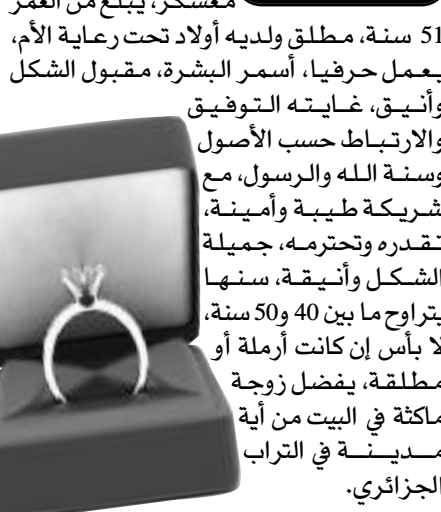 معسكر، يبلغ من العمر
51 سنة، مطلق ولديه أولاد تحت رعاية الأم،
يعمل حرفيا، أسمر البشرة، مقبول الشكل
وأنيق، غايته التوفيق
والارتباط حسب الأصول
وسنة الله والرسول، مع
شريكة طيبة وأمينة،
تقدره وتحترمه، جميلة
الشكل وأنيقة، سنها
يتراوح ما بين 40 و50 سنة،
لا بأس إن كانت أرملة أو
مطلقة، يفضل زوجة
ماكثة في البيت من أية
مدينة في التراب
الجزائري.